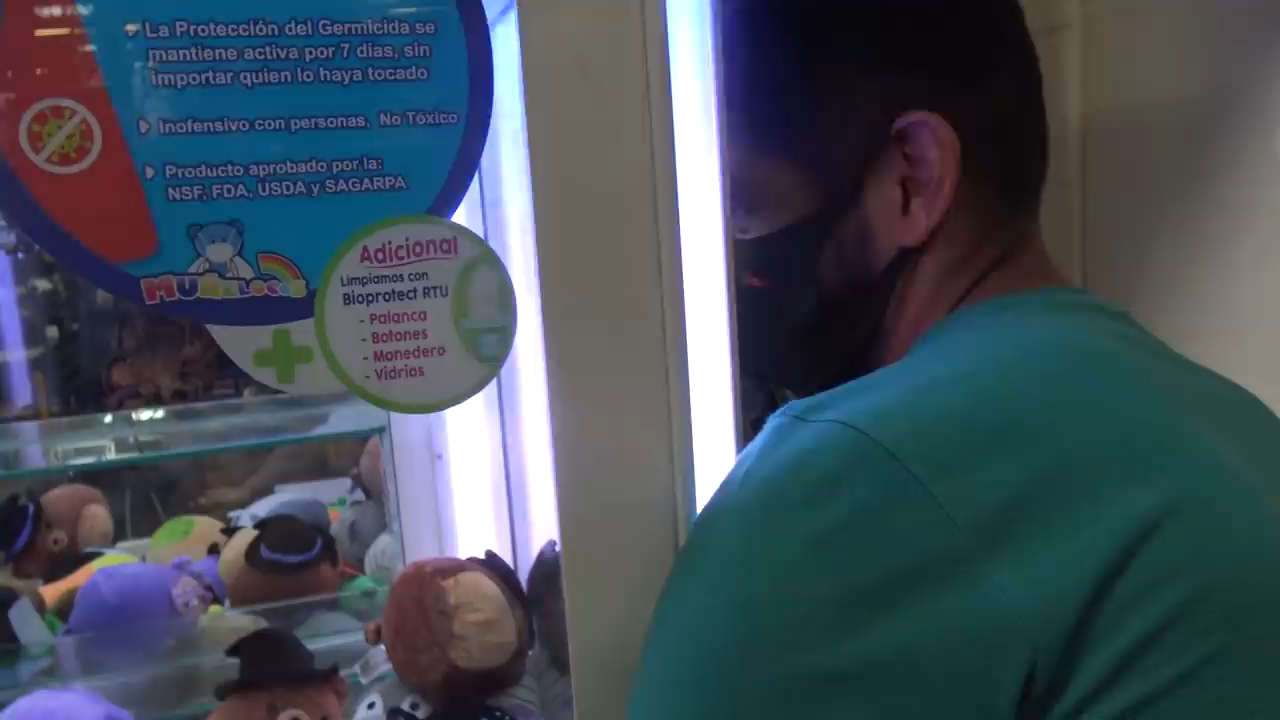 La Protección del Germicida se
mantiene activa por 7 días, sin
importar quien lo haya tocado
Inofensivo con personas, No Tóxico
Producto aprobado por la:
NSF, FDA, USDA y SAGARPA
MUÑELOCOS
Adicional
Limpiamos con
Bioprotect RTU
- Palanca
- Botones
- Monedero
- Vidrios